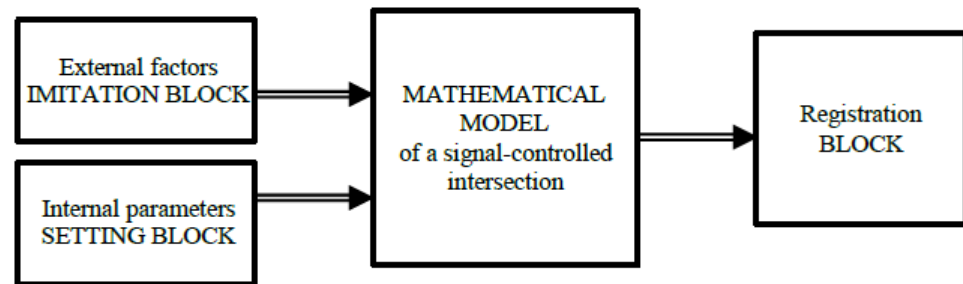 External factors
IMITATION BLOCK
Internal parameters
SETTING BLOCK
MATHEMATICAL
MODEL
of a signal-controlled
intersection
Registration
BLOCK